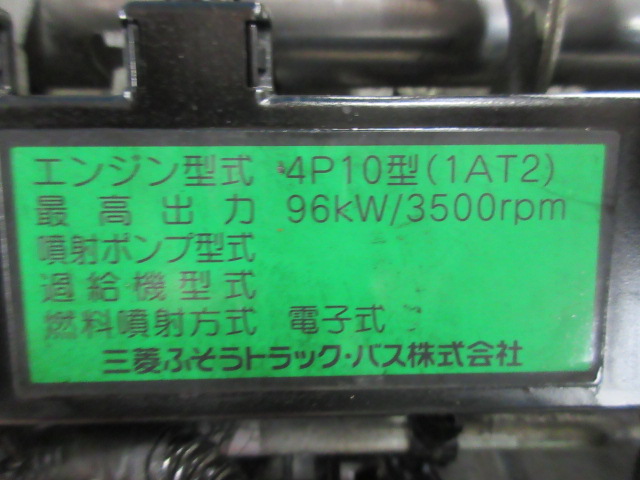 エンジン型式 4P10型(1AT2)
最高出力 96kW/3500rpm
噴射ポンプ型式
過給機型式
燃料噴射方式 電子式
三菱ふそうトラック・バス株式会社